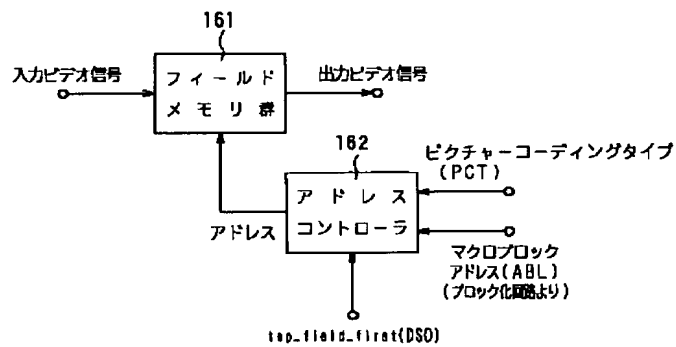 161
入力ビデオ信号
フィールド
メモリ群
出力ビデオ信号
162
ピクチャーコーディングタイプ
(PCT)
アドレス
コントローラ
アドレス
マクロブロック
アドレス(ABL)
(ブロック化回路より)
top_field_first(DSO)